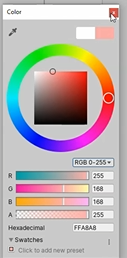 Color
RGB 0-255
R 255
G 168
B 168
A 255
Hexadecimal FFA8A8
Swatches
Click to add new preset